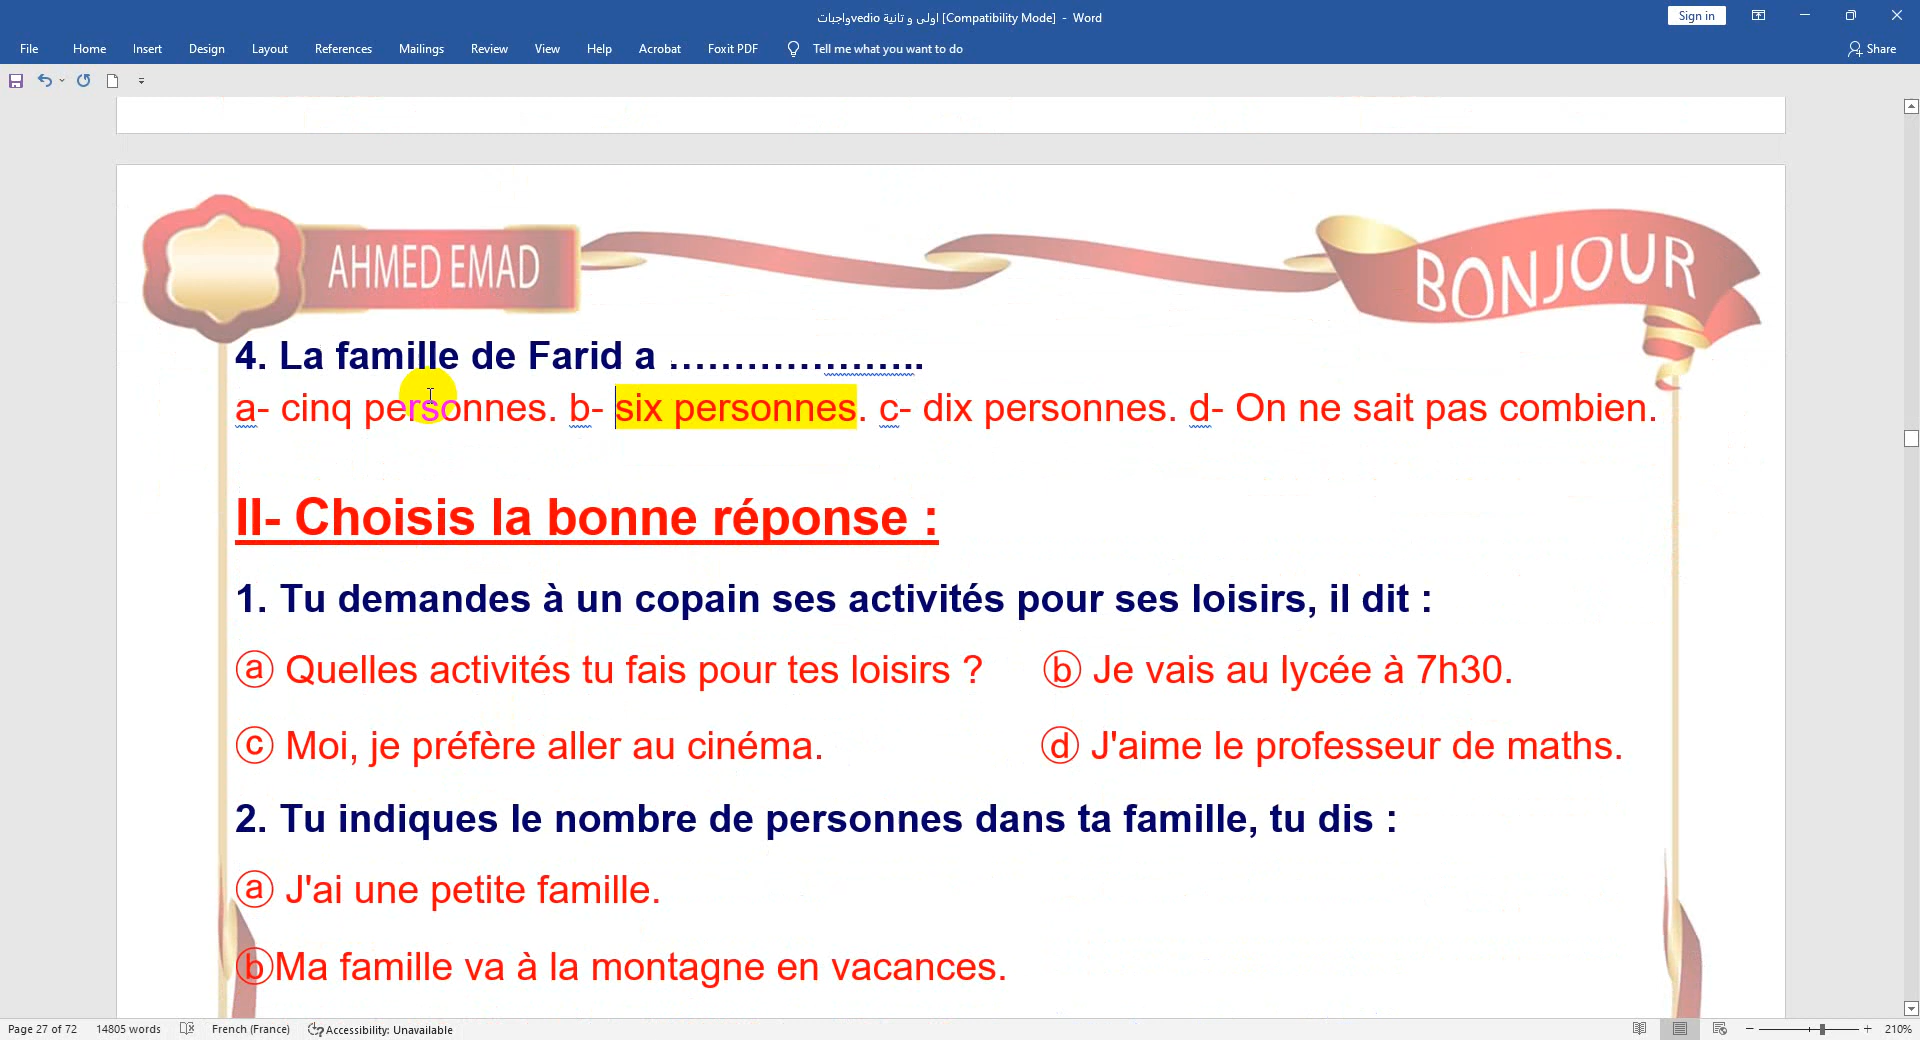 واجبات vedio اولى و ثانية [Compatibility Mode] - Word
Sign in
File Home Insert Design Layout References Mailings Review View Help Acrobat Foxit PDF Tell me what you want to do Share
AHMED EMAD
BONJOUR
4. La famille de Farid a …………………..
a- cinq personnes. b- six personnes. c- dix personnes. d- On ne sait pas combien.
II- Choisis la bonne réponse :
1. Tu demandes à un copain ses activités pour ses loisirs, il dit :
ⓐ Quelles activités tu fais pour tes loisirs ? ⓑ Je vais au lycée à 7h30.
ⓒ Moi, je préfère aller au cinéma. ⓓ J'aime le professeur de maths.
2. Tu indiques le nombre de personnes dans ta famille, tu dis :
ⓐ J'ai une petite famille.
ⓑMa famille va à la montagne en vacances.
Page 27 of 72 14805 words French (France) Accessibility: Unavailable 210%